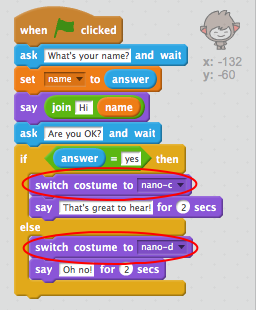 when clicked
x: -132
y: -60
ask What's your name? and wait
set name to answer
say join Hi name
ask Are you OK? and wait
if answer = yes then
switch costume to nano-c
say That's great to hear! for 2 secs
else
switch costume to nano-d
say Oh no! for 2 secs